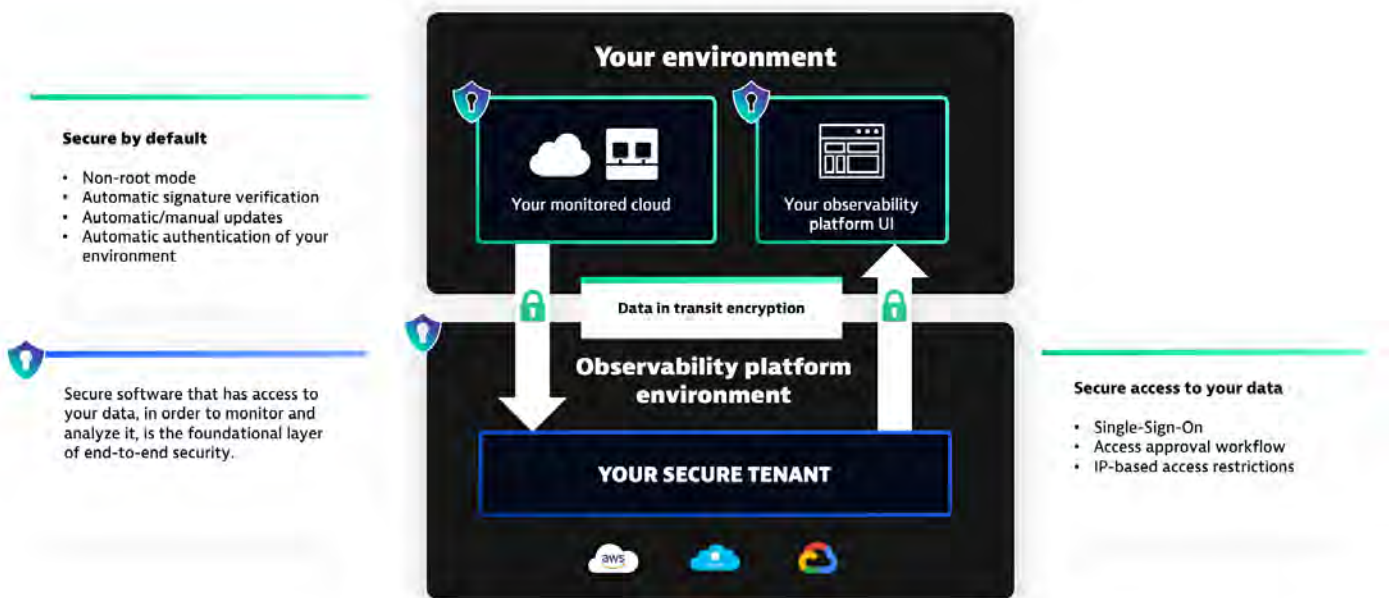 Your environment
Your monitored cloud
Your observability
platform UI
Secure by default
• Non-root mode
• Automatic signature verification
• Automatic/manual updates
• Automatic authentication of your
environment
Data in transit encryption
Secure software that has access to
your data, in order to monitor and
analyze it, is the foundational layer
of end-to-end security.
Observability platform
environment
YOUR SECURE TENANT
aws
Secure access to your data
• Single-Sign-On
• Access approval workflow
• IP-based access restrictions